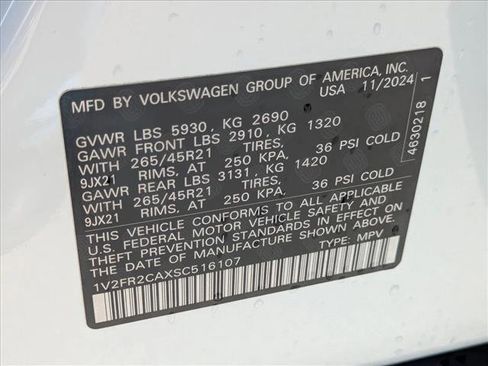 MFD BY VOLKSWAGEN GROUP OF AMERICA, INC.
USA 11/2024
GVWR LBS 5930, KG 2690
GAWR FRONT LBS 2910, KG 1320
WITH 265/45R21 TIRES,
9JX21 RIMS, AT 250 KPA, 36 PSI COLD
GAWR REAR LBS 3131, KG 1420
WITH 265/45R21 TIRES,
9JX21 RIMS, AT 250 KPA, 36 PSI COLD
THIS VEHICLE CONFORMS TO ALL APPLICABLE
U.S. FEDERAL MOTOR VEHICLE SAFETY AND
THEFT PREVENTION STANDARDS IN EFFECT ON
THE DATE OF MANUFACTURE SHOWN ABOVE.
1V2FR2CAXSC516107 TYPE: MPV
4630218 1